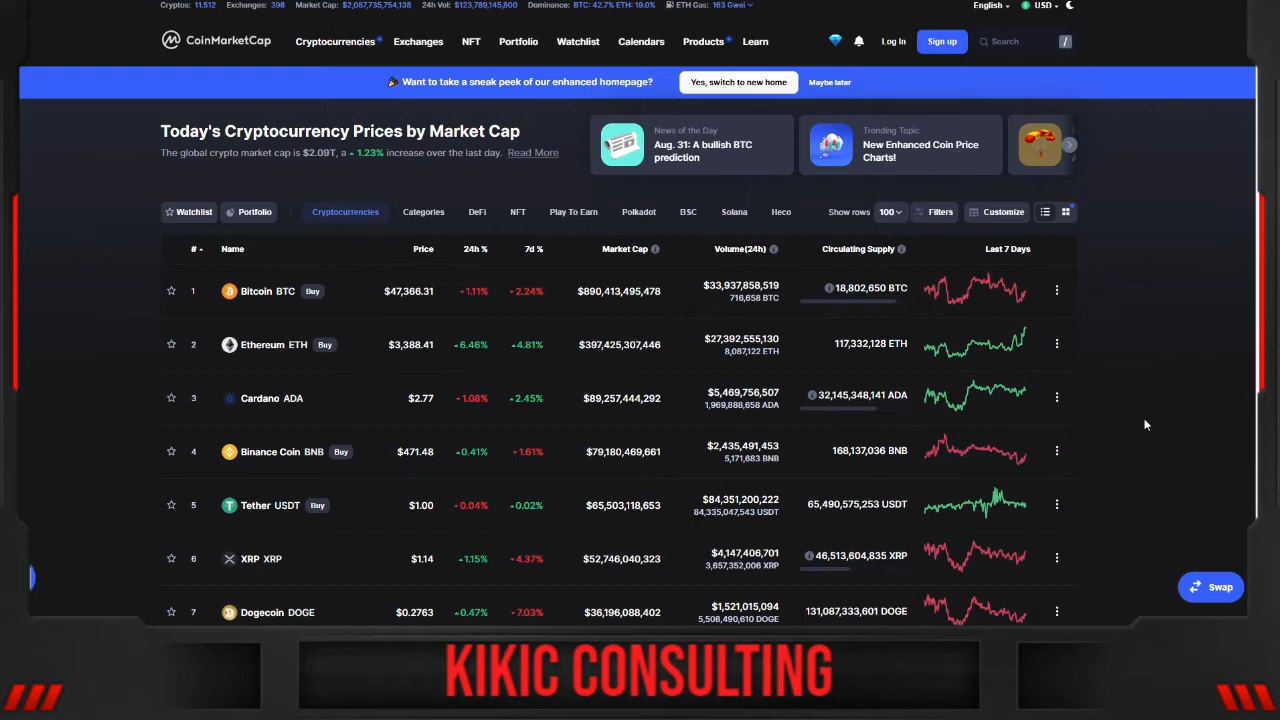 Cryptos: 11.512 Exchanges: 398 Market Cap: $2,087,735,754,138 24h Vol: $123,789,145,800 Dominance: BTC: 42.7% ETH: 19.0% ETH Gas: 163 Gwei English USD
CoinMarketCap Cryptocurrencies Exchanges NFT Portfolio Watchlist Calendars Products Learn Log In Sign up Search /
Want to take a sneak peek of our enhanced homepage? Yes, switch to new home Maybe later
Today's Cryptocurrency Prices by Market Cap
The global crypto market cap is $2.09T, a 1.23% increase over the last day. Read More
News of the Day
Aug. 31: A bullish BTC
prediction
Trending Topic
New Enhanced Coin Price
Charts!
Watchlist Portfolio Cryptocurrencies Categories DeFi NFT Play To Earn Polkadot BSC Solana Heco Show rows 100 Filters Customize
# Name Price 24h % 7d % Market Cap Volume(24h) Circulating Supply Last 7 Days
1 Bitcoin BTC Buy $47,366.31 1.11% 2.24% $890,413,495,478 $33,937,858,519 18,802,650 BTC
716,658 BTC
2 Ethereum ETH Buy $3,388.41 6.46% 4.81% $397,425,307,446 $27,392,555,130 117,332,128 ETH
8,087,122 ETH
3 Cardano ADA $2.77 1.08% 2.45% $89,257,444,292 $5,469,756,507 32,145,348,141 ADA
1,969,888,658 ADA
4 Binance Coin BNB Buy $471.48 0.41% 1.61% $79,180,469,661 $2,435,491,453 168,137,036 BNB
5,171,683 BNB
5 Tether USDT Buy $1.00 0.04% 0.02% $65,503,118,653 $84,351,200,222 65,490,575,253 USDT
84,335,047,543 USDT
6 XRP XRP $1.14 1.15% 4.37% $52,746,040,323 $4,147,406,701 46,513,604,835 XRP
3,657,352,006 XRP
7 Dogecoin DOGE $0.2763 0.47% 7.03% $36,196,088,402 $1,521,015,094 131,087,333,601 DOGE
5,508,490,610 DOGE
Swap
KIKIC CONSULTING